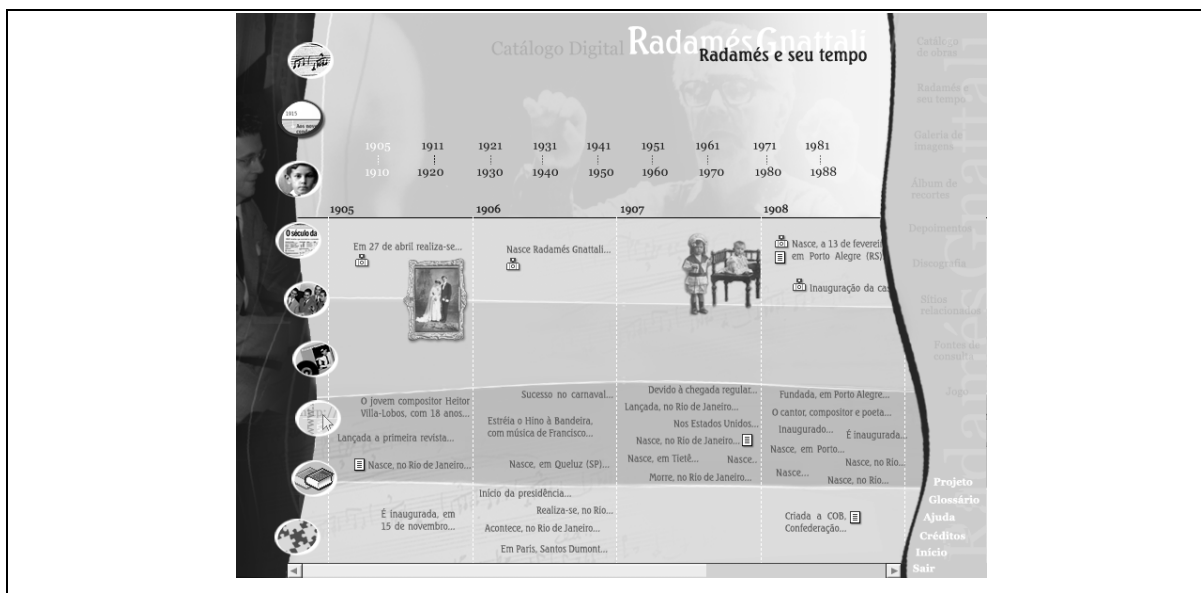 Catálogo Digital Radamés Gnattali
Radamés e seu tempo
1905 1911 1921 1931 1941 1951 1961 1971 1981
1910 1920 1930 1940 1950 1960 1970 1980 1988
1905 1906 1907 1908
Em 27 de abril realiza-se...
Nasce Radamés Gnattali...
Nasce, a 13 de feverei
em Porto Alegre (RS)
Inauguração da cas
O jovem compositor Heitor
Villa-Lobos, com 18 anos...
Lançada a primeira revista...
Nasce, no Rio de Janeiro...
Sucesso no carnaval...
Estréia o Hino à Bandeira,
com música de Francisco...
Nasce, em Queluz (SP)...
Devido à chegada regular...
Lançada, no Rio de Janeiro...
Nos Estados Unidos...
Nasce, no Rio de Janeiro...
Nasce, em Tietê... Nasce..
Morre, no Rio de Janeiro...
Fundada, em Porto Alegre...
O cantor, compositor e poeta...
Inaugurado...
É inaugurada..
Nasce, em Porto...
Nasce, no Rio..
Nasce...
Nasce, no Rio...
É inaugurada, em
15 de novembro...
Início da presidência...
Realiza-se, no Rio...
Acontece, no Rio de Janeiro...
Em Paris, Santos Dumont...
Criada a COB,
Confederação...
Catálogo
de obras
Radamés e
seu tempo
Galeria de
imagens
Álbum de
recortes
Depoimentos
Discografia
Sítios
relacionados
Fontes de
consulta
Jogo
Projeto
Glossário
Ajuda
Créditos
Início
Sair
Radamés Gnattali
1915
O século da
www.
http://